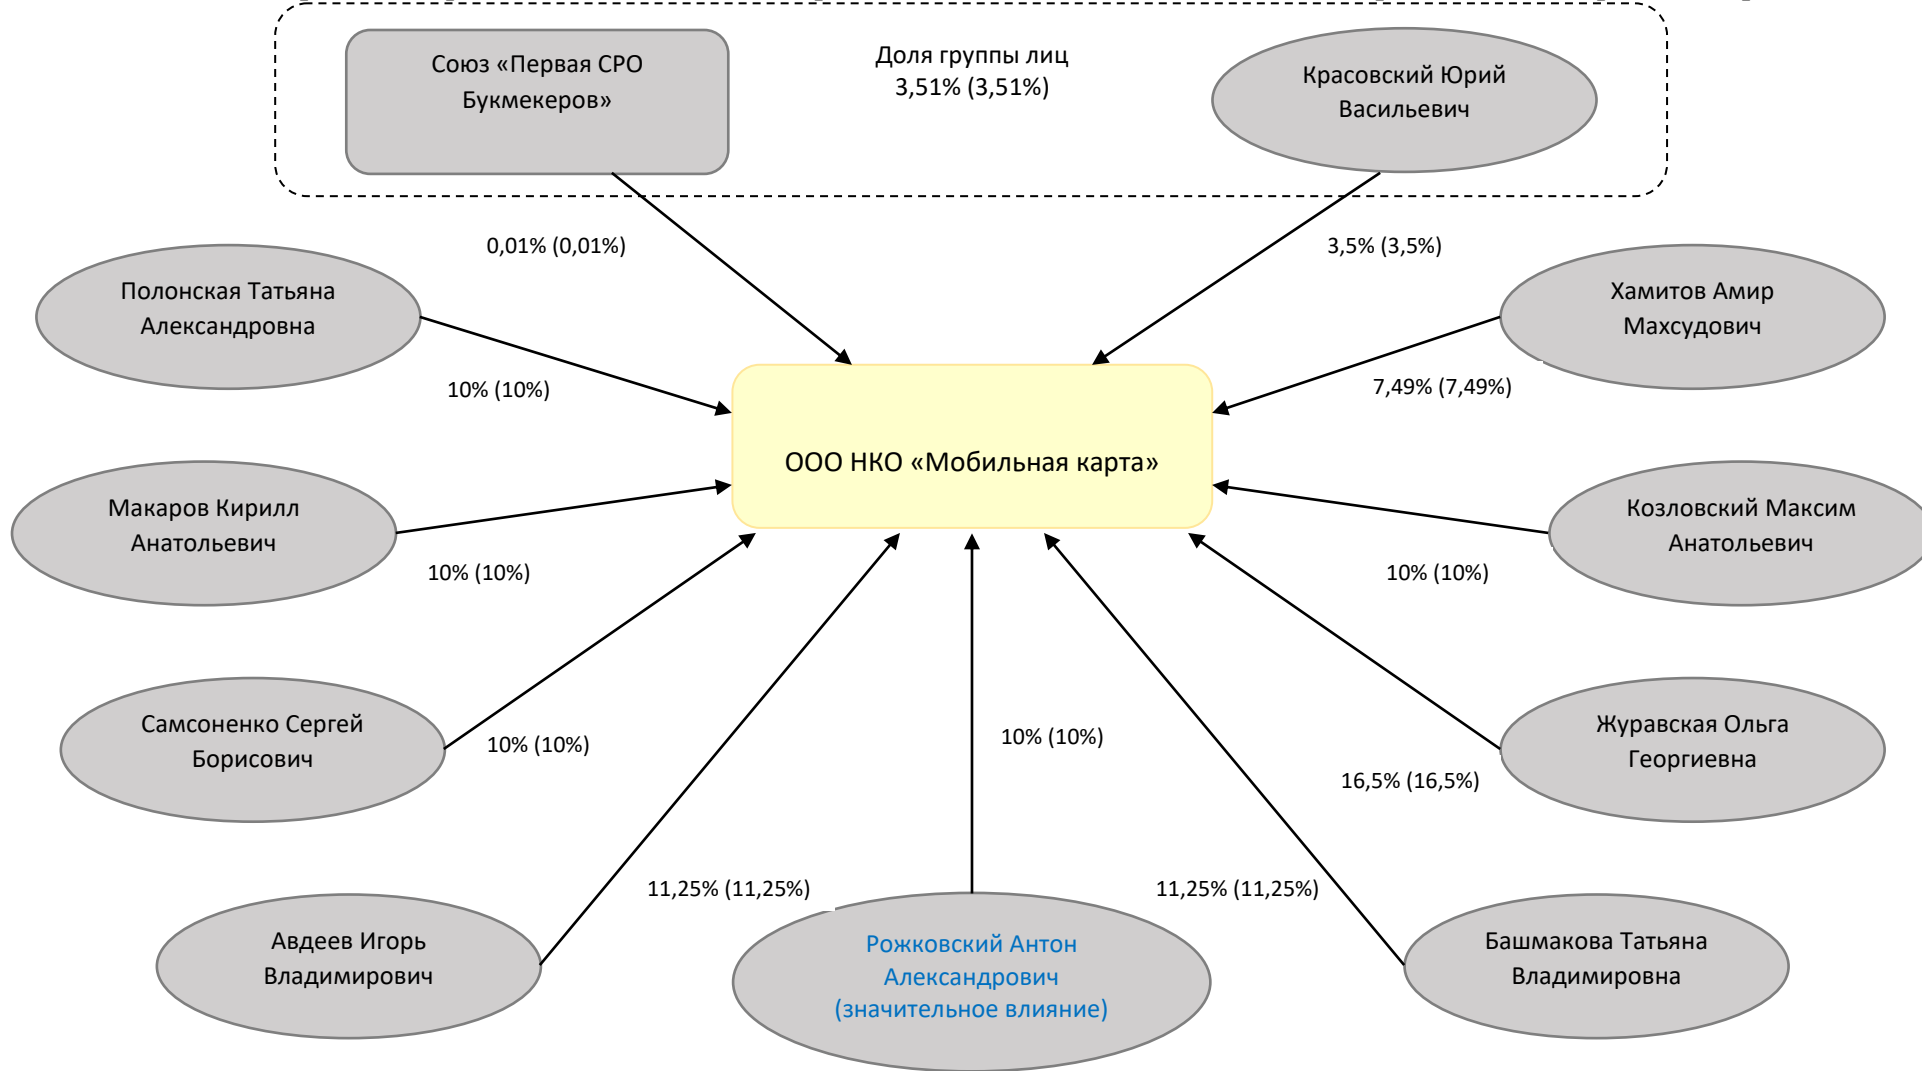 Союз «Первая СРО
Букмекеров»
Доля группы лиц
3,51% (3,51%)
Красовский Юрий
Васильевич
0,01% (0,01%)
3,5% (3,5%)
Полонская Татьяна
Александровна
Хамитов Амир
Махсудович
10% (10%)
7,49% (7,49%)
ООО НКО «Мобильная карта»
Макаров Кирилл
Анатольевич
Козловский Максим
Анатольевич
10% (10%)
10% (10%)
Самсоненко Сергей
Борисович
10% (10%)
10% (10%)
Журавская Ольга
Георгиевна
16,5% (16,5%)
11,25% (11,25%)
11,25% (11,25%)
Авдеев Игорь
Владимирович
Рожковский Антон
Александрович
(значительное влияние)
Башмакова Татьяна
Владимировна